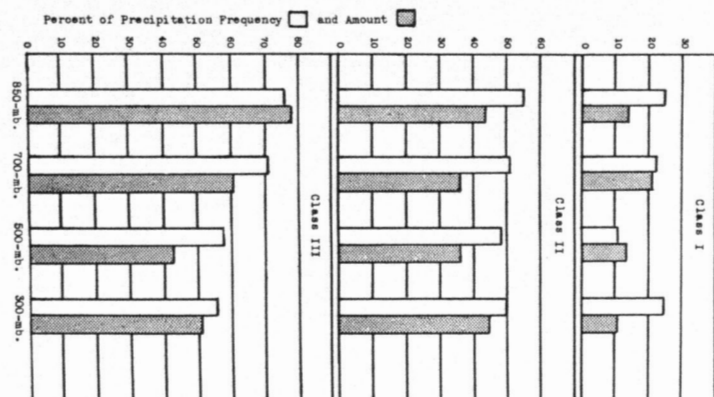 Percent of Precipitation Frequency and Amount
0 10 20 30 40 50 60 70 80
0 10 20 30 40 50 60
0 10 20 30
850-mb.
700-mb.
500-mb.
300-mb.
Class III
Class II
Class I